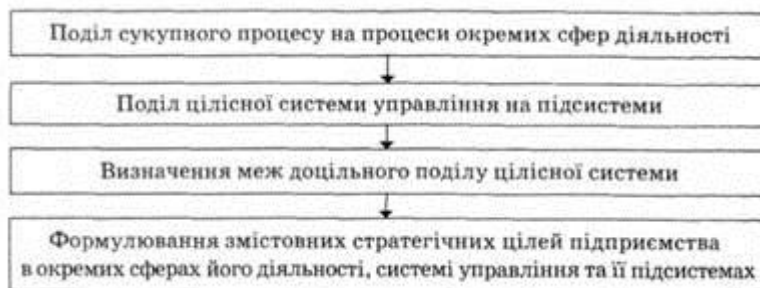 Поділ сукупного процесу на процеси окремих сфер діяльності
Поділ цілісної системи управління на підсистеми
Визначення меж доцільного поділу цілісної системи
Формулювання змістовних стратегічних цілей підприємства
в окремих сферах його діяльності, системі управління та її підсистемах